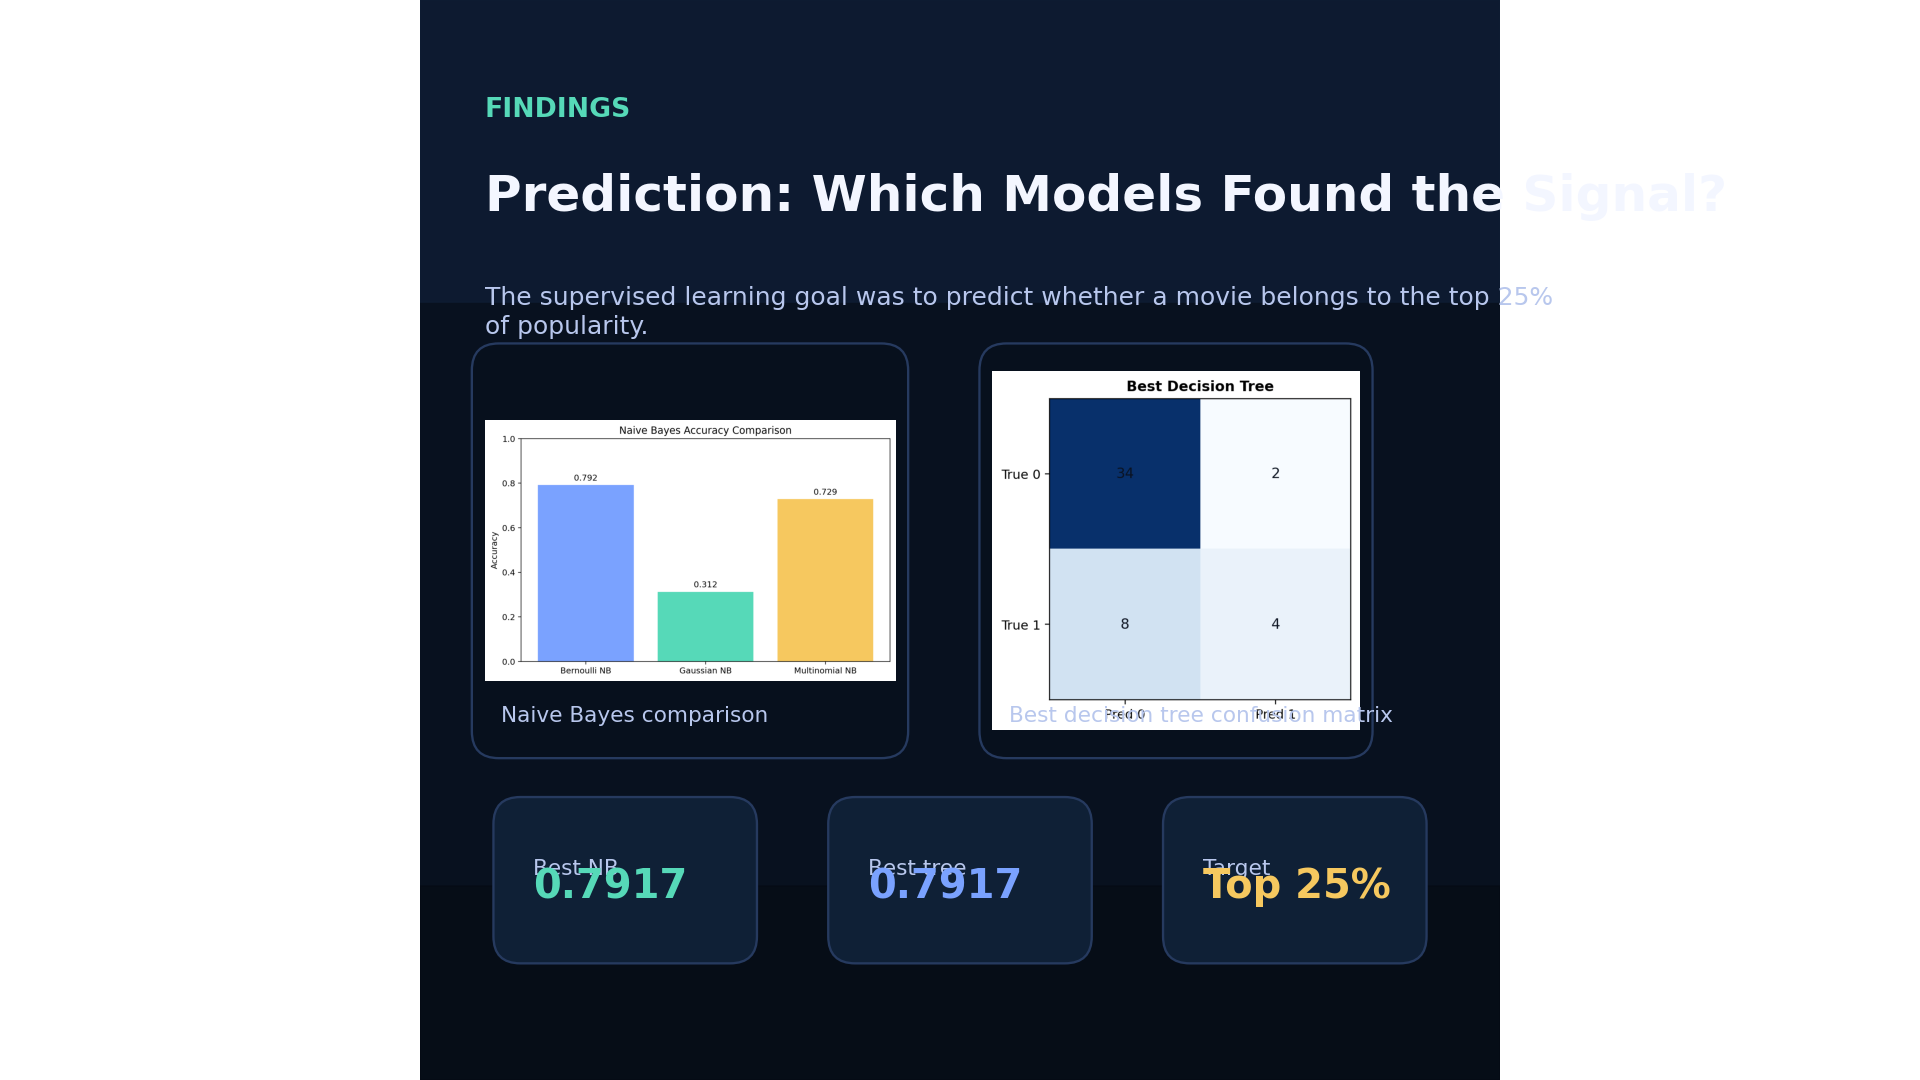 FINDINGS
Prediction: Which Models Found the Signal?
The supervised learning goal was to predict whether a movie belongs to the top 25%
of popularity.
Naive Bayes Accuracy Comparison
1.0
0.8
0.6
0.4
0.2
0.0
Accuracy
0.792
0.312
0.729
Bernoulli NB
Gaussian NB
Multinomial NB
Naive Bayes comparison
Best Decision Tree
True 0
34
2
True 1
8
4
Pred 0
Pred 1
Best decision tree confusion matrix
Best NB
0.7917
Best tree
0.7917
Target
Top 25%